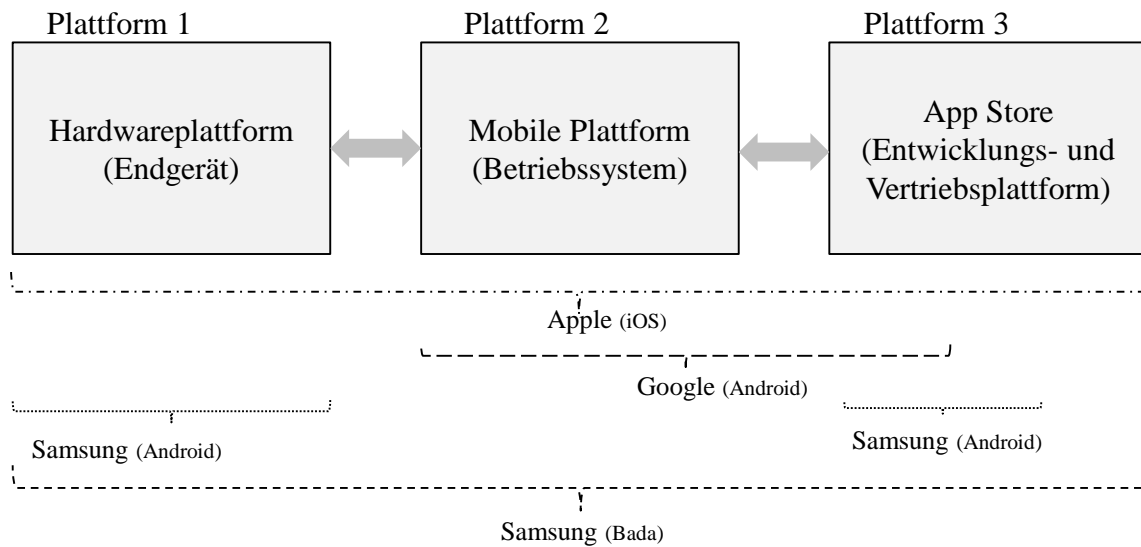 Plattform 1
Plattform 2
Plattform 3
Hardwareplattform
(Endgerät)
Mobile Plattform
(Betriebssystem)
App Store
(Entwicklungs- und
Vertriebsplattform)
Apple (iOS)
Google (Android)
Samsung (Android)
Samsung (Android)
Samsung (Bada)